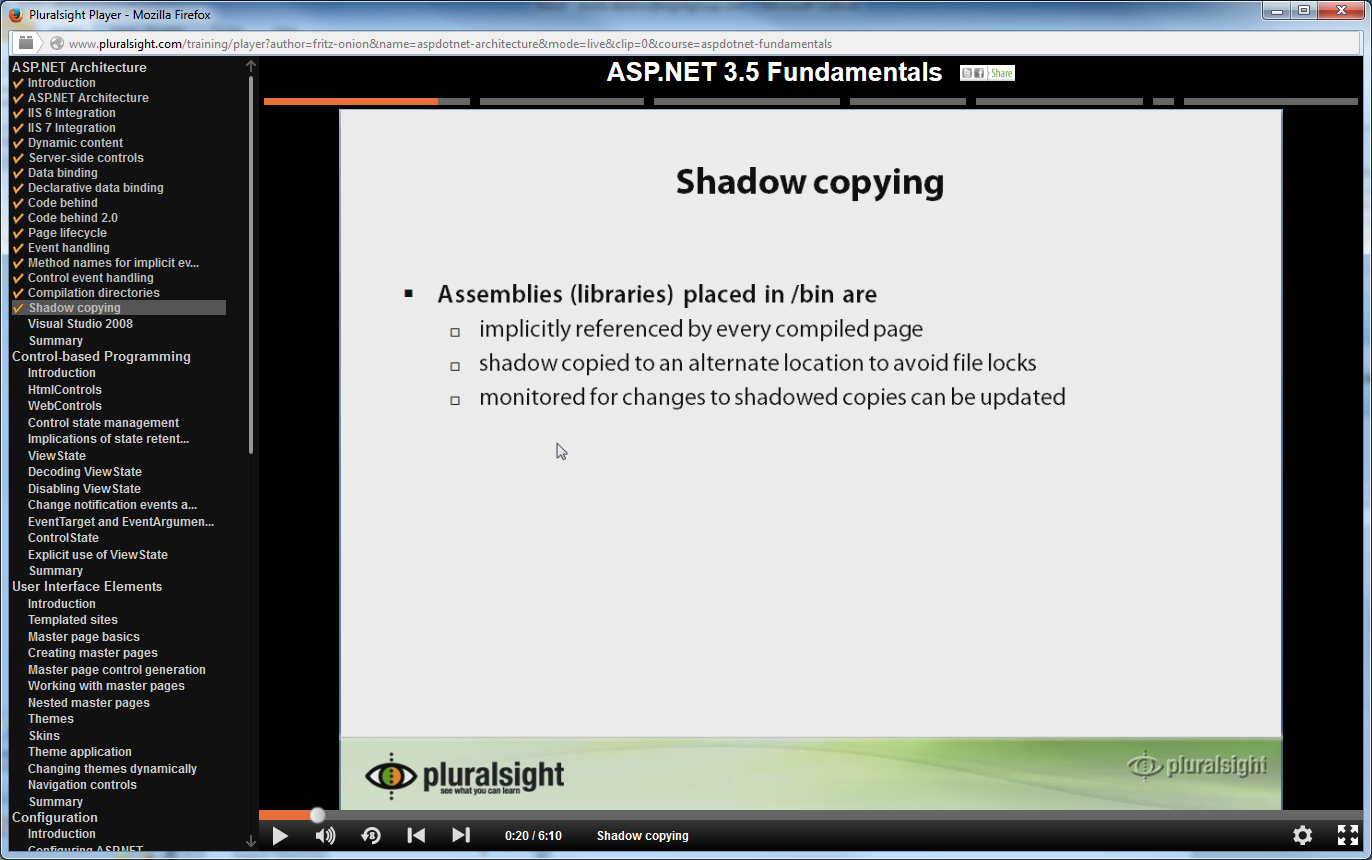 Pluralsight Player - Mozilla Firefox
www.pluralsight.com/training/player?author=fritz-onion&name=aspdotnet-architecture&mode=live&clip=0&course=aspdotnet-fundamentals
ASP.NET Architecture
Introduction
ASP.NET Architecture
IIS 6 Integration
IIS 7 Integration
Dynamic content
Server-side controls
Data binding
Declarative data binding
Code behind
Code behind 2.0
Page lifecycle
Event handling
Method names for implicit ev...
Control event handling
Compilation directories
Shadow copying
Visual Studio 2008
Summary
Control-based Programming
Introduction
HtmlControls
WebControls
Control state management
Implications of state retent...
ViewState
Decoding ViewState
Disabling ViewState
Change notification events a...
EventTarget and EventArgumen...
ControlState
Explicit use of ViewState
Summary
User Interface Elements
Introduction
Templated sites
Master page basics
Creating master pages
Master page control generation
Working with master pages
Nested master pages
Themes
Skins
Theme application
Changing themes dynamically
Navigation controls
Summary
Configuration
Introduction
Configuring ASP.NET
ASP.NET 3.5 Fundamentals
Share
Shadow copying
Assemblies (libraries) placed in /bin are
implicitly referenced by every compiled page
shadow copied to an alternate location to avoid file locks
monitored for changes to shadowed copies can be updated
pluralsight
see what you can learn
pluralsight
8
0:20 / 6:10
Shadow copying